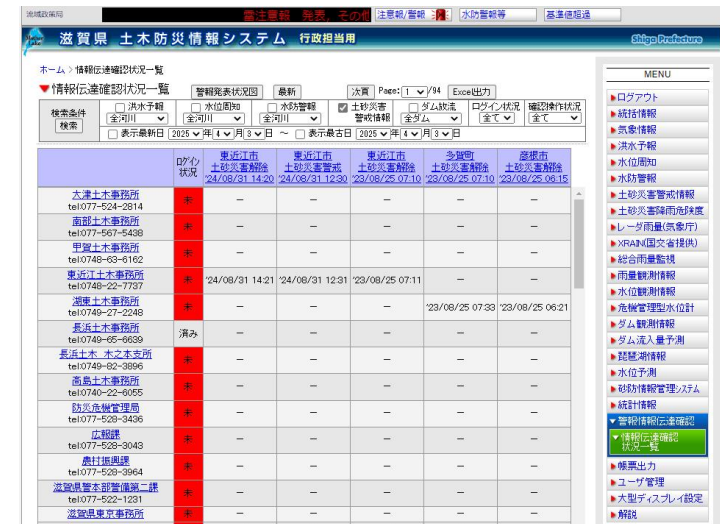 流域政策局
雷注意報 発表、その他
注意報/警報
水防警報等
基準値超過
滋賀県 土木防災情報システム 行政担当用
Shiga Prefecture
ホーム > 情報伝達確認状況一覧
▼情報伝達確認状況一覧 警報発表状況図 最新 次頁 Page: 1 /94 Excel出力
検索条件 検索
洪水予報 全河川
水位周知 全河川
水防警報 全河川
土砂災害警戒情報
ダム放流 全ダム
ログイン状況 全て
確認操作状況 全て
表示最新日 2025 年 4 月 3 日 ~ 表示最古日 2025 年 4 月 3 日
ログイン状況
東近江市 土砂災害解除 '24/08/31 14:20
東近江市 土砂災害警戒 '24/08/31 12:30
東近江市 土砂災害解除 '23/08/25 07:10
多賀町 土砂災害解除 '23/08/25 07:10
彦根市 土砂災害解除 '23/08/25 06:15
大津土木事務所 未 — — — — —
tel:077-524-2814
南部土木事務所 未 — — — — —
tel:077-567-5438
甲賀土木事務所 未 — — — — —
tel:0748-63-6162
東近江土木事務所 未 '24/08/31 14:21 '24/08/31 12:31 '23/08/25 07:11 — —
tel:0748-22-7737
湖東土木事務所 未 — — — '23/08/25 07:33 '23/08/25 06:21
tel:0749-27-2248
長浜土木事務所 済み — — — — —
tel:0749-65-6639
長浜土木 木之本支所 未 — — — — —
tel:0749-82-3896
高島土木事務所 未 — — — — —
tel:0740-22-6055
防災危機管理局 未 — — — — —
tel:077-528-3436
広報課 未 — — — — —
tel:077-528-3043
農村振興課 未 — — — — —
tel:077-528-3964
滋賀県警本部警備第二課 未 — — — — —
tel:077-522-1231
滋賀県東京事務所 未 — — — — —
MENU
ログアウト
統括情報
気象情報
洪水予報
水位周知
水防警報
土砂災害警戒情報
土砂災害降雨危険度
レーダ雨量(気象庁)
XRAIN(国交省提供)
総合雨量監視
雨量観測情報
水位観測情報
危機管理型水位計
ダム観測情報
ダム流入量予測
琵琶湖情報
水位予測
砂防情報管理システム
統計情報
警報情報伝達確認
情報伝達確認
状況一覧
帳票出力
ユーザ管理
大型ディスプレイ設定
解説